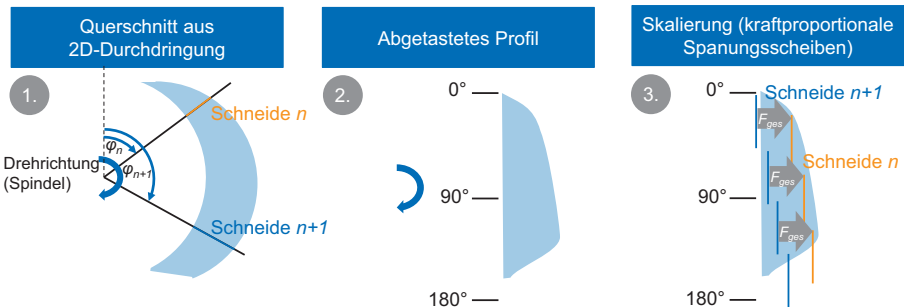 Querschnitt aus
2D-Durchdringung
1.
Schneide n
φn
Drehrichtung
(Spindel)
φn+1
Schneide n+1
Abgetastetes Profil
2.
0°
90°
180°
Skalierung (kraftproportionale
Spanungsscheiben)
3.
0°
Schneide n+1
Fges
Schneide n
Fges
90°
Fges
180°